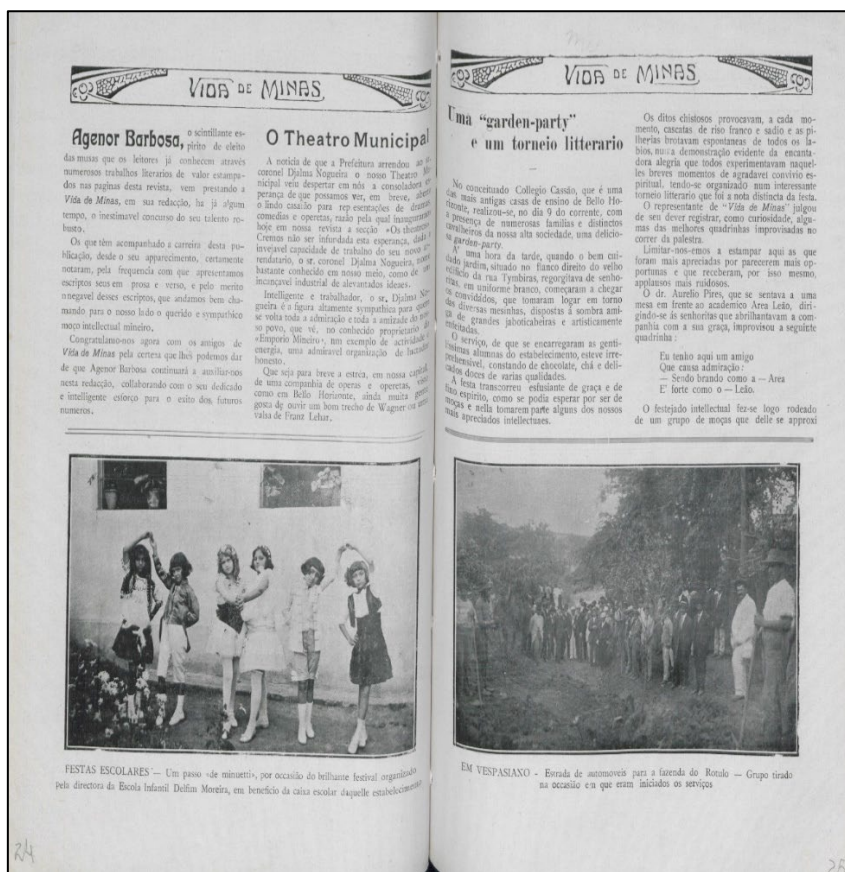 VIDA DE MINAS
Agenor Barbosa, o scintillante es-
pirito de eleito
das musas que os leitores já conhecem através
numerosos trabalhos literarios de valor estampa-
dos nas paginas desta revista, vem prestando a
Vida de Minas, em sua redacção, ha já algum
tempo, o inestimavel concurso do seu talento ro-
busto.
Os que têm acompanhado a carreira desta pu-
blicação, desde o seu apparecimento, certamente
notaram, pela frequencia com que apresentamos
escriptos seus em prosa e verso, e pelo merito
innegavel desses escriptos, que andamos bem cha-
mando para o nosso lado o querido e sympathico
moço intellectual mineiro.
Congratulamo-nos agora com os amigos de
Vida de Minas pela certesa que lhes podemos dar
de que Agenor Barbosa continuará a auxiliar-nos
nesta redacção, collaborando com o seu dedicado
e intelligente esforço para o exito dos futuros
numeros.
O Theatro Municipal
A noticia de que a Prefeitura arrendou ao
coronel Djalma Nogueira o nosso Theatro Mu-
nicipal veiu despertar em nós a consoladora es-
perança de que possamos ver, em breve, aberto
o lindo casarão para representações de dramas,
comedias e operetas, razão pela qual inauguramos
hoje em nossa revista a secção «Os theatros».
Cremos não ser infundada esta esperança, dada a
invejavel capacidade de trabalho do seu novo ar-
rendatario, o sr. coronel Djalma Nogueira,
bastante conhecido em nosso meio, como de um
incançavel industrial de alevantados ideaes.
Intelligente e trabalhador, o sr. Djalma No-
gueira é a figura altamente sympathica para quem
se volta toda a admiração e toda a amizade do nos-
so povo, que vê, no conhecido proprietario do
«Emporio Mineiro», um exemplo de actividade e
energia, uma admiravel organização de
honesto.
Que seja para breve a estréa, em nossa capital,
de uma companhia de operas e operetas, visto
como em Bello Horizonte, ainda muita gente
gosta de ouvir um bom trecho de Wagner ou uma
valsa de Franz Lehar.
FESTAS ESCOLARES — Um passo «de minuetti», por occasião do brilhante festival organizado
pela directora da Escola Infantil Delfim Moreira, em beneficio da caixa escolar daquelle estabelecimento
24
VIDA DE MINAS
Uma “garden-party”
e um torneio litterario
No conceituado Collegio Cassão, que é uma
das mais antigas casas de ensino de Bello Ho-
rizonte, realizou-se, no dia 9 do corrente, com
a presença de numerosas familias e distinctos
cavalheiros da nossa alta sociedade, uma delicio-
sa garden-party.
A' uma hora da tarde, quando o bem cui-
dado jardim, situado no flanco direito do velho
edificio da rua Tymbiras, regorgitava de senho-
ritas, em uniforme branco, começaram a chegar
os convidados, que tomaram logar em torno
de diversas mesinhas, dispostas á sombra ami-
ga de grandes jaboticabeiras e artisticamente
enfeitadas.
O serviço, de que se encarregaram as genti-
lissimas alumnas do estabelecimento, esteve irre-
prehensivel, constando de chocolate, chá e deli-
cados doces de varias qualidades.
A festa transcorreu esfusiante de graça e de
fino espirito, como se podia esperar por ser de
moças e nella tomarem parte alguns dos nossos
mais apreciados intellectuaes.
Os ditos chistosos provocavam, a cada mo-
mento, cascatas de riso franco e sadio e as pi-
lherias brotavam espontaneas de todos os la-
bios, numa demonstração evidente da encanta-
dora alegria que todos experimentavam naquel-
les breves momentos de agradavel convivio es-
piritual, tendo-se organizado num interessante
torneio litterario que foi a nota distincta da festa.
O representante de “Vida de Minas” julgou
de seu dever registrar, como curiosidade, algu-
mas das melhores quadrinhas improvisadas no
correr da palestra.
Limitar-nos-emos a estampar aqui as que
foram mais apreciadas por parecerem mais op-
portunas e que receberam, por isso mesmo,
applausos mais ruidosos.
O dr. Aurelio Pires, que se sentava a uma
mesa em frente ao academico Area Leão, diri-
gindo-se ás senhoritas que abrilhantavam a com-
panhia com a sua graça, improvisou a seguinte
quadrinha :
Eu tenho aqui um amigo
Que causa admiração :
— Sendo brando como a — Area
E' forte como o — Leão.
O festejado intellectual fez-se logo rodeado
de um grupo de moças que delle se approxi
EM VESPASIANO - Estrada de automoveis para a fazenda do Rotulo — Grupo tirado
na occasião em que eram iniciados os serviços